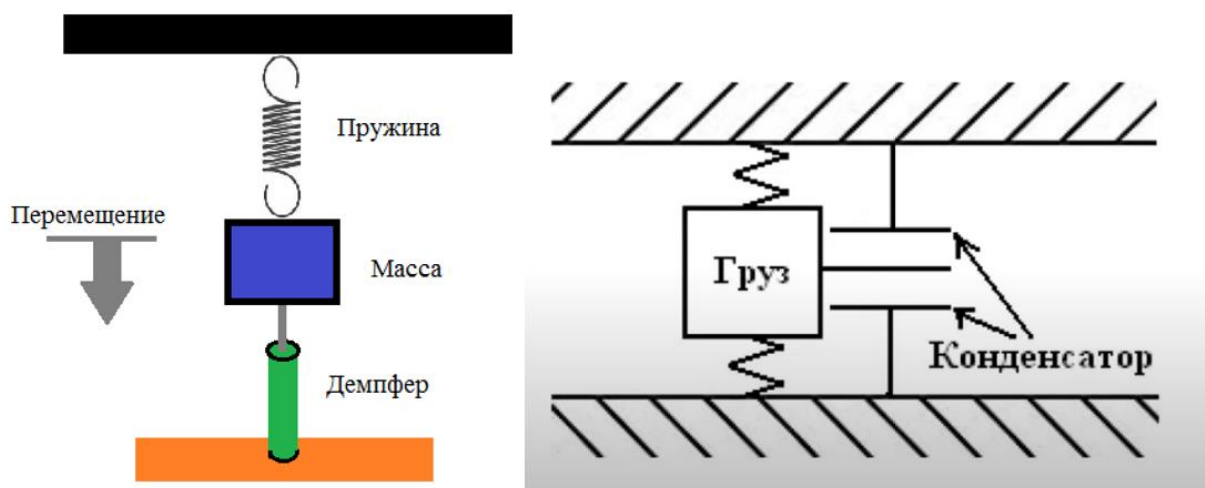 Пружина
Перемещение
Масса
Демпфер
Груз
Конденсатор